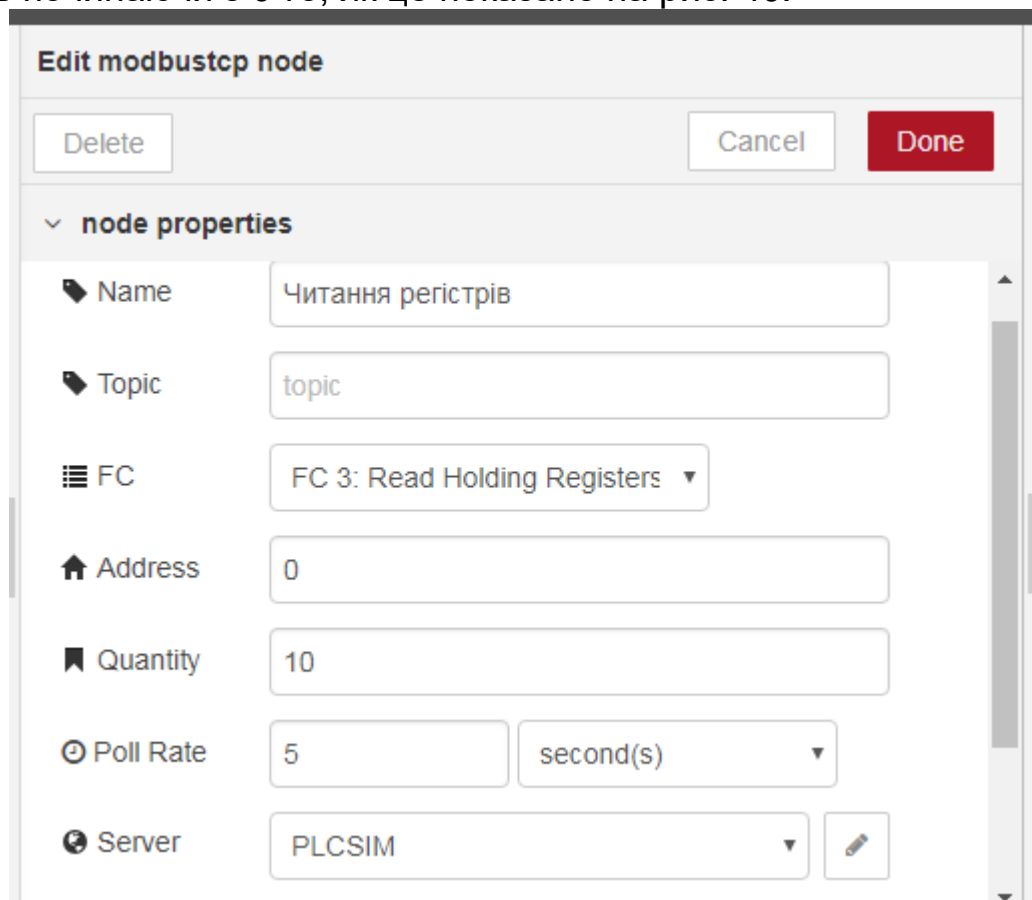 Edit modbustcp node
Delete Cancel Done
node properties
Name Читання регістрів
Topic topic
FC FC 3: Read Holding Registers
Address 0
Quantity 10
Poll Rate 5 second(s)
Server PLCSIM